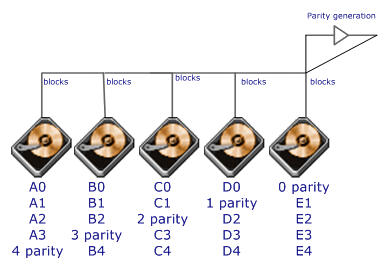 Parity generation
blocks blocks blocks blocks blocks
A0 B0 C0 D0 0 parity
A1 B1 C1 1 parity E1
A2 B2 2 parity D2 E2
A3 3 parity C3 D3 E3
4 parity B4 C4 D4 E4